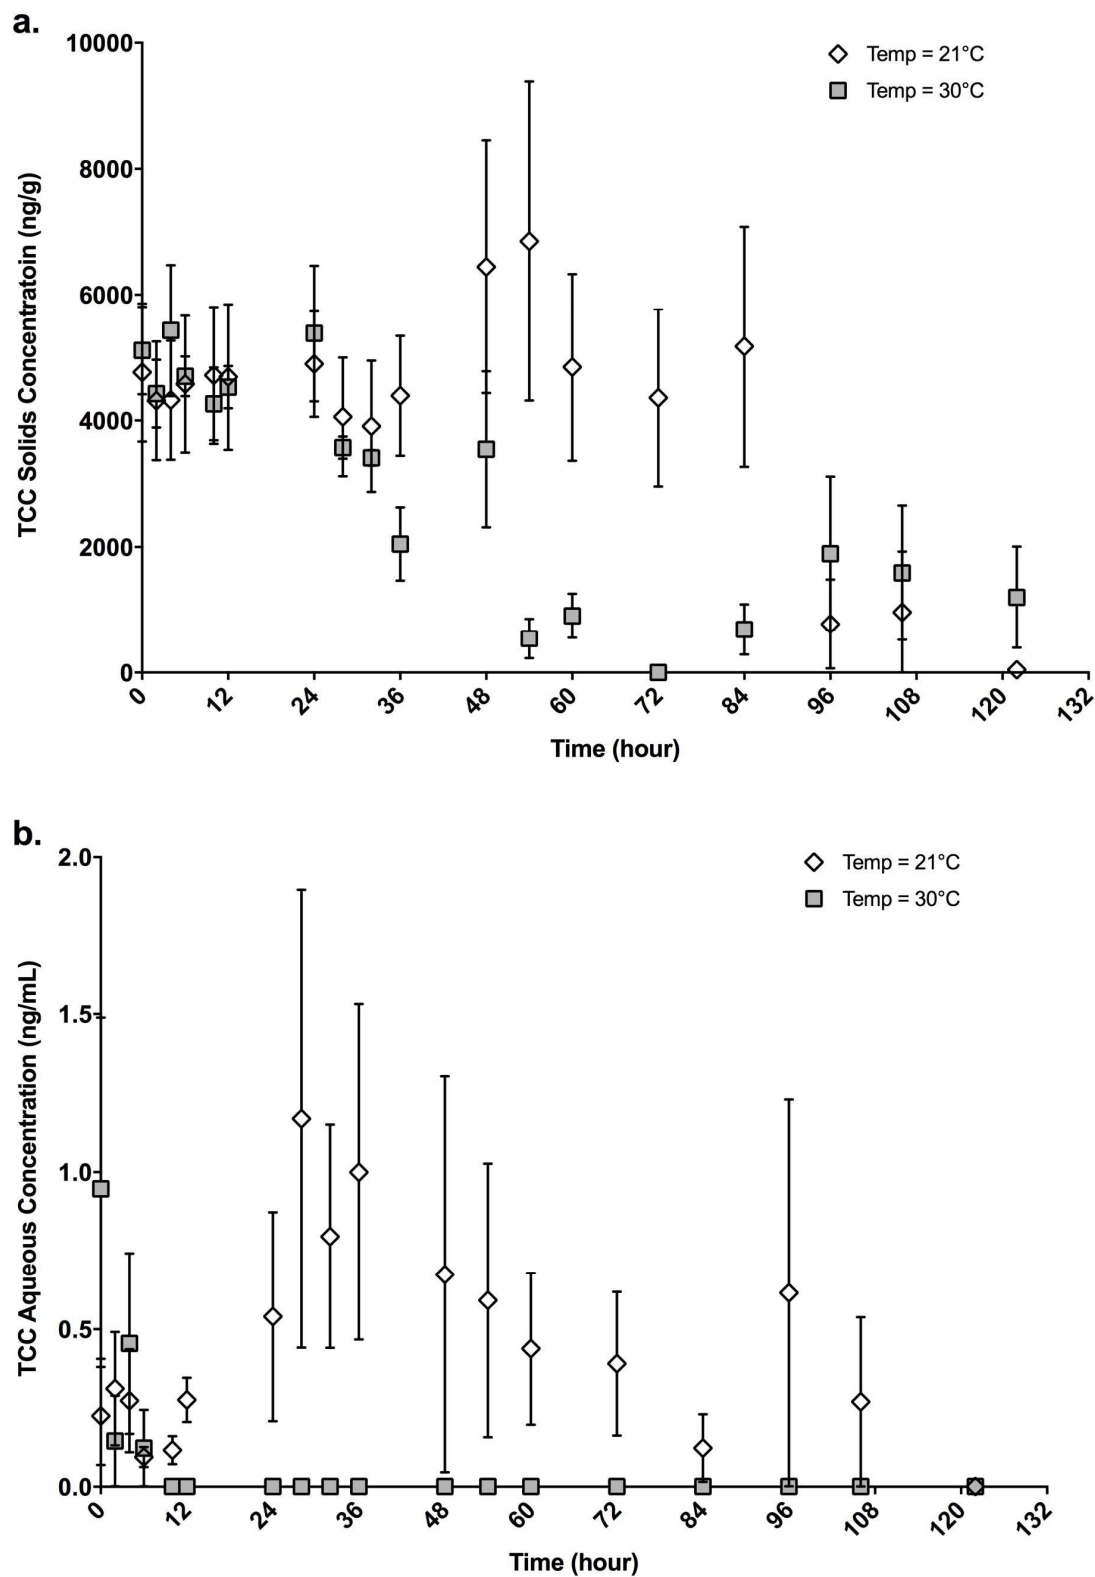 a.
10000
8000
6000
4000
2000
0
TCC Solids Concentratoin (ng/g)
Temp = 21°C
Temp = 30°C
0 12 24 36 48 60 72 84 96 108 120 132
Time (hour)
b.
2.0
1.5
1.0
0.5
0.0
TCC Aqueous Concentration (ng/mL)
Temp = 21°C
Temp = 30°C
0 12 24 36 48 60 72 84 96 108 120 132
Time (hour)